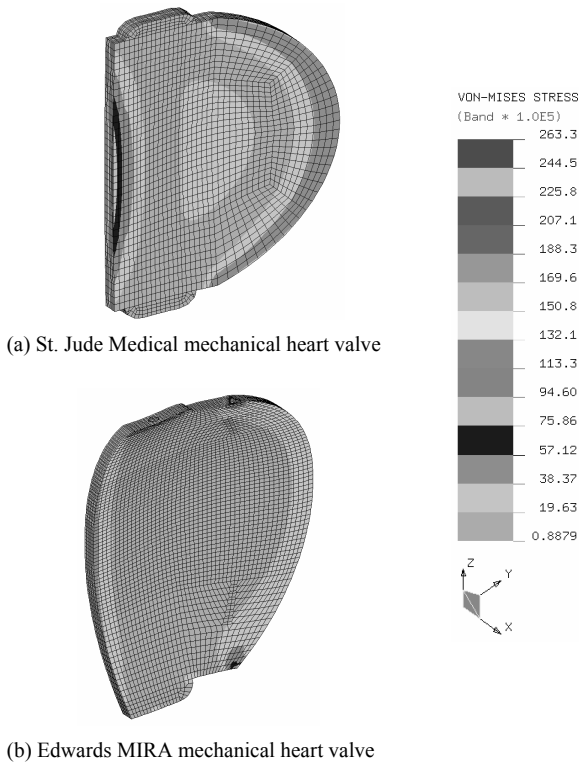 VON-MISES STRESS
(Band * 1.0E5)
263.3
244.5
225.8
207.1
188.3
169.6
150.8
132.1
113.3
94.60
75.86
57.12
38.37
19.63
0.8879
Z
Y
X
(a) St. Jude Medical mechanical heart valve
(b) Edwards MIRA mechanical heart valve